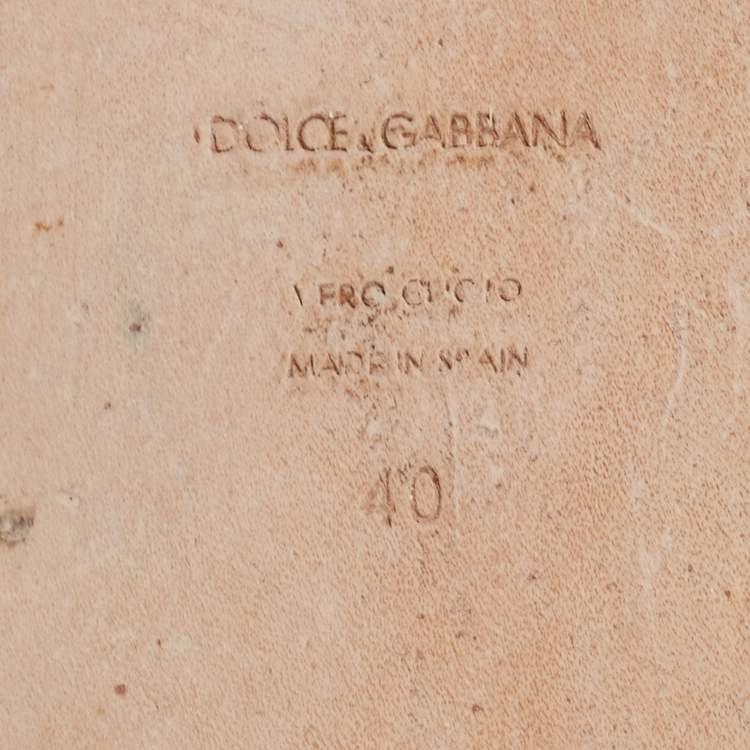 DOLCE & GABBANA
VERO CUOIO
MADE IN SPAIN
40